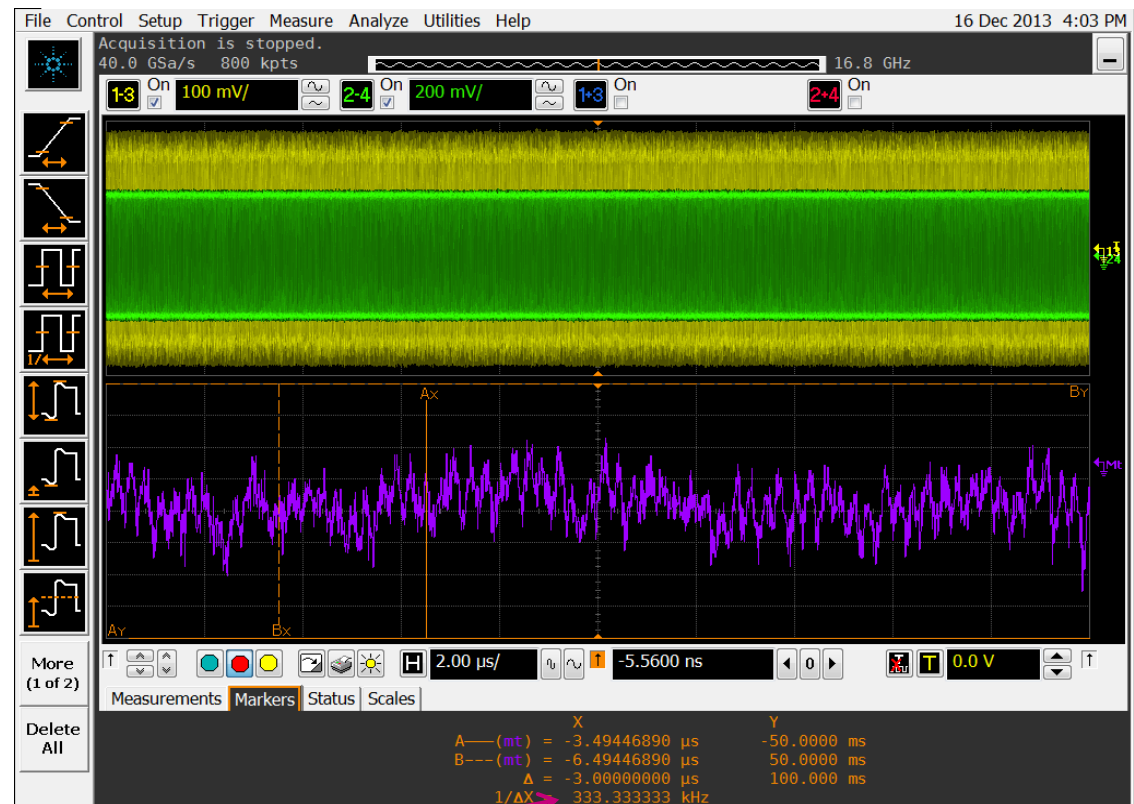 File Control Setup Trigger Measure Analyze Utilities Help 16 Dec 2013 4:03 PM
Acquisition is stopped.
40.0 GSa/s 800 kpts 16.8 GHz
1-3 On 100 mV/ 2-4 On 200 mV/ 1+3 On 2+4 On
Ax
By
Mt
1/
Ay Bx
More
(1 of 2)
H 2.00 µs/ T -5.5600 ns 0 T 0.0 V
Delete
All
Measurements Markers Status Scales
X Y
A———(mt) = -3.49446890 µs -50.0000 ms
B---(mt) = -6.49446890 µs 50.0000 ms
Δ = -3.00000000 µs 100.000 ms
1/ΔX = 333.333333 kHz